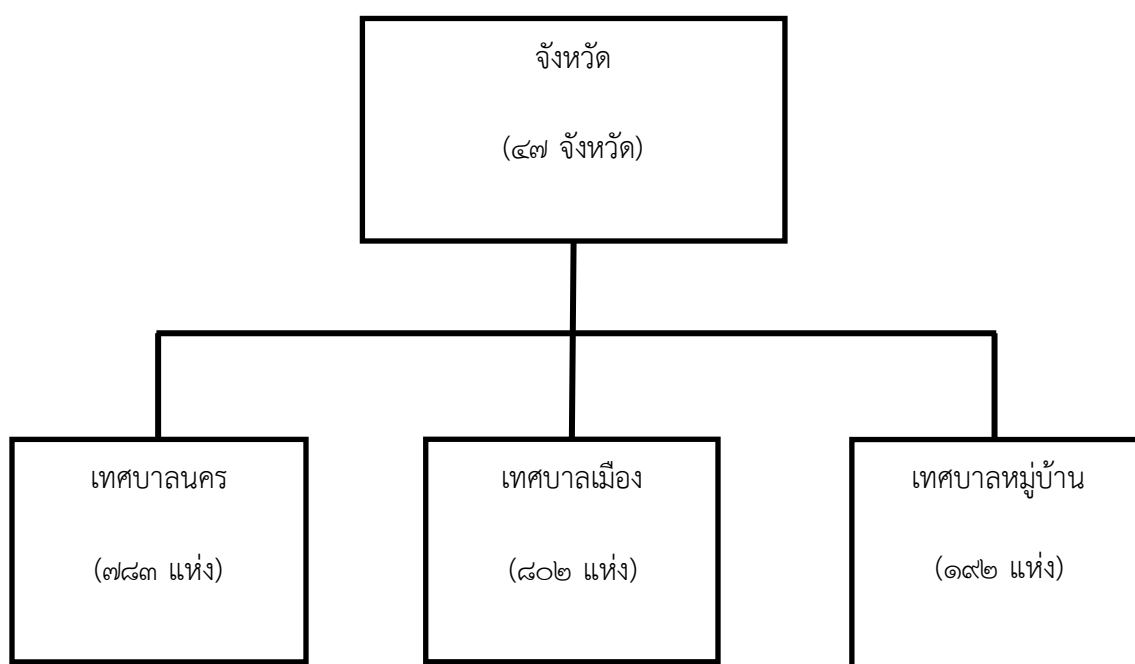 จังหวัด
(๔๗ จังหวัด)
เทศบาลนคร
(๗๘๓ แห่ง)
เทศบาลเมือง
(๘๐๒ แห่ง)
เทศบาลหมู่บ้าน
(๑๙๒ แห่ง)